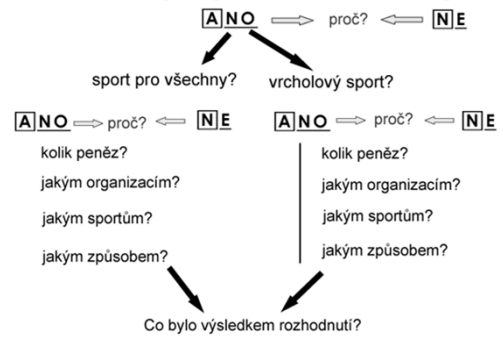 ANO proč? NE
sport pro všechny? vrcholový sport?
ANO proč? NE ANO proč? NE
kolik peněz? kolik peněz?
jakým organizacím? jakým organizacím?
jakým sportům? jakým sportům?
jakým způsobem? jakým způsobem?
Co bylo výsledkem rozhodnutí?